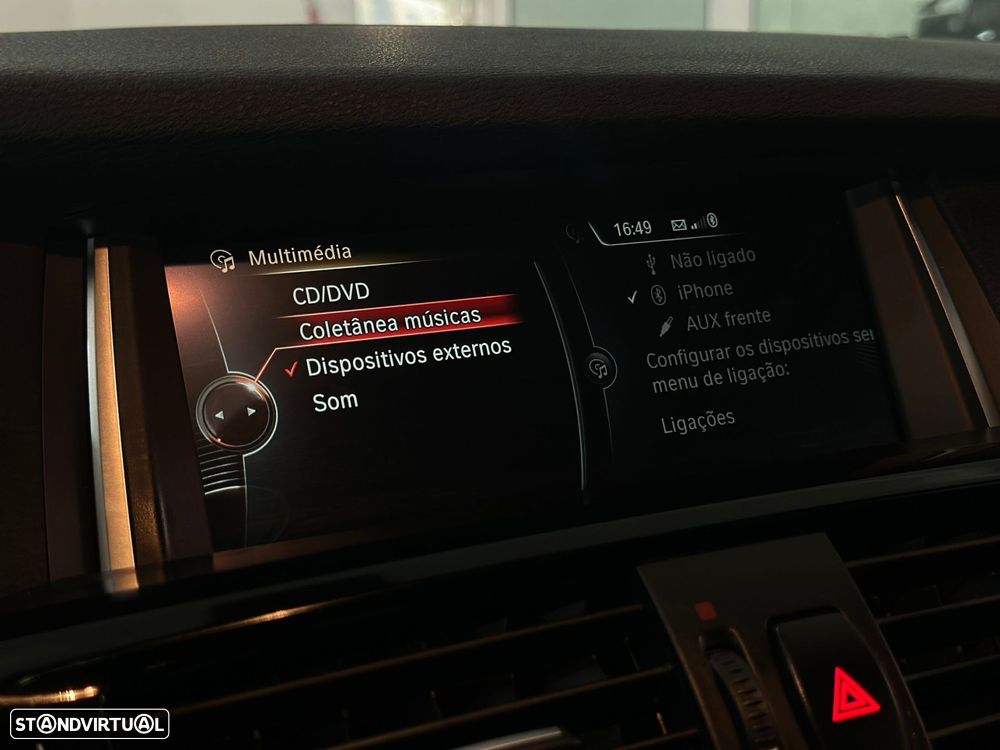 Multimédia
CD/DVD
Coletânea músicas
Dispositivos externos
Som
16:49
Não ligado
iPhone
AUX frente
Configurar os dispositivos ser
menu de ligação:
Ligações
STANDVIRTUAL